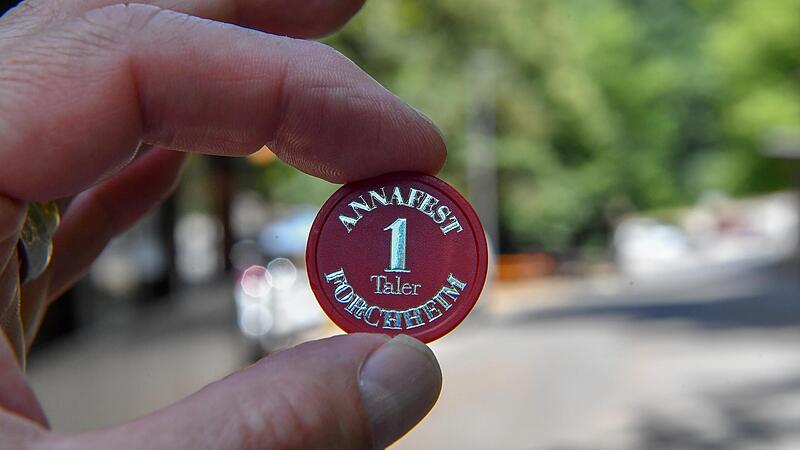 ANNAFEST
1
Taler
FORCHHEIM